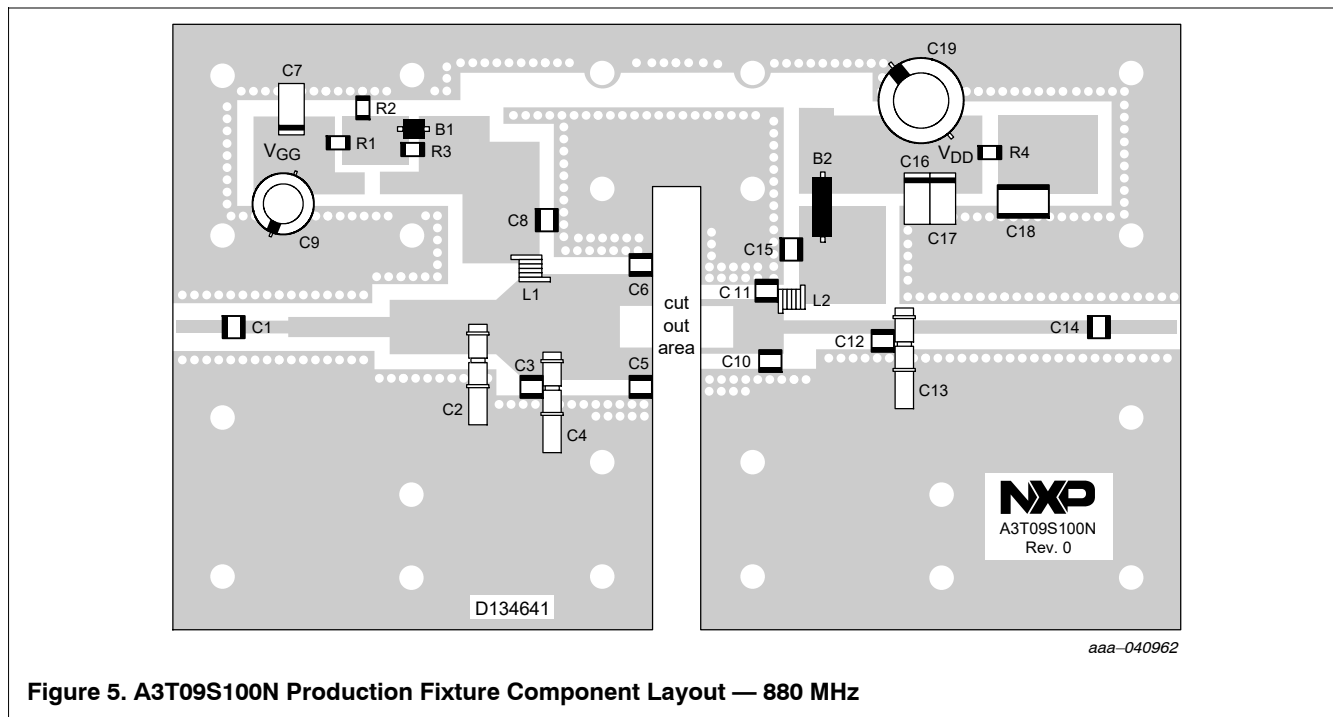 C19
C7
R2
B1
R1
R3
VGG
VDD
R4
C16
B2
C8
C9
C15
C17
C18
L1
C6
C 11
L2
cut
out
area
C1
C12
C14
C3
C5
C10
C13
C2
C4
NXP
A3T09S100N
Rev. 0
D134641
aaa–040962
Figure 5. A3T09S100N Production Fixture Component Layout — 880 MHz